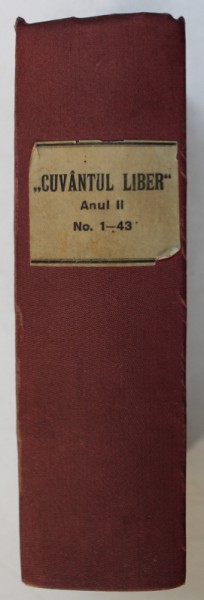 „CUVÂNTUL LIBER“
Anul II
No. 1–43